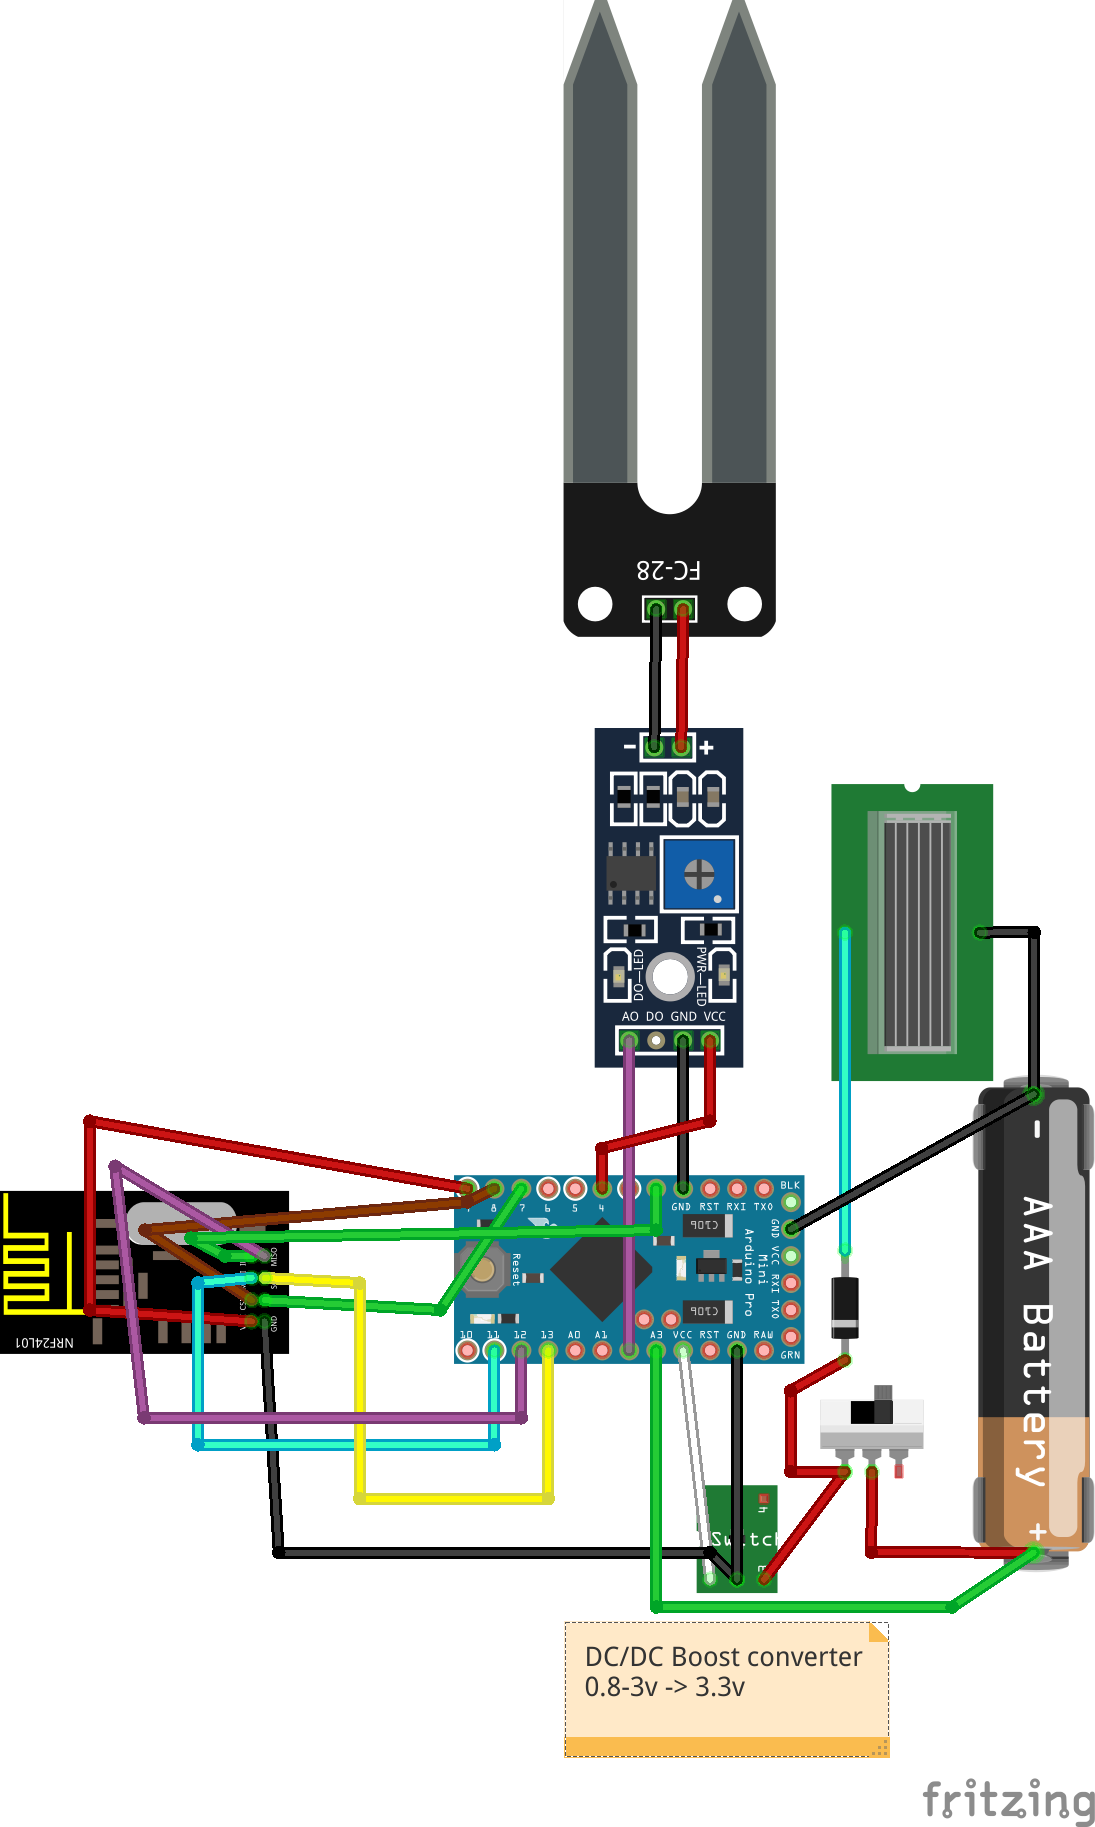 FC-28
- +
DO-LED
PWR-LED
AO DO GND VCC
- AAA Battery +
8 7 6 5 4
GND RST RXI TXO
BLK
GND VCC RXI TXO
GRN
C106
Arduino Pro
Mini
Reset
C106
10 11 12 13 A0 A1 A3 VCC RST GND RAW
MISO
GND
NRF24L01
Switch
DC/DC Boost converter
0.8-3v -> 3.3v
fritzing